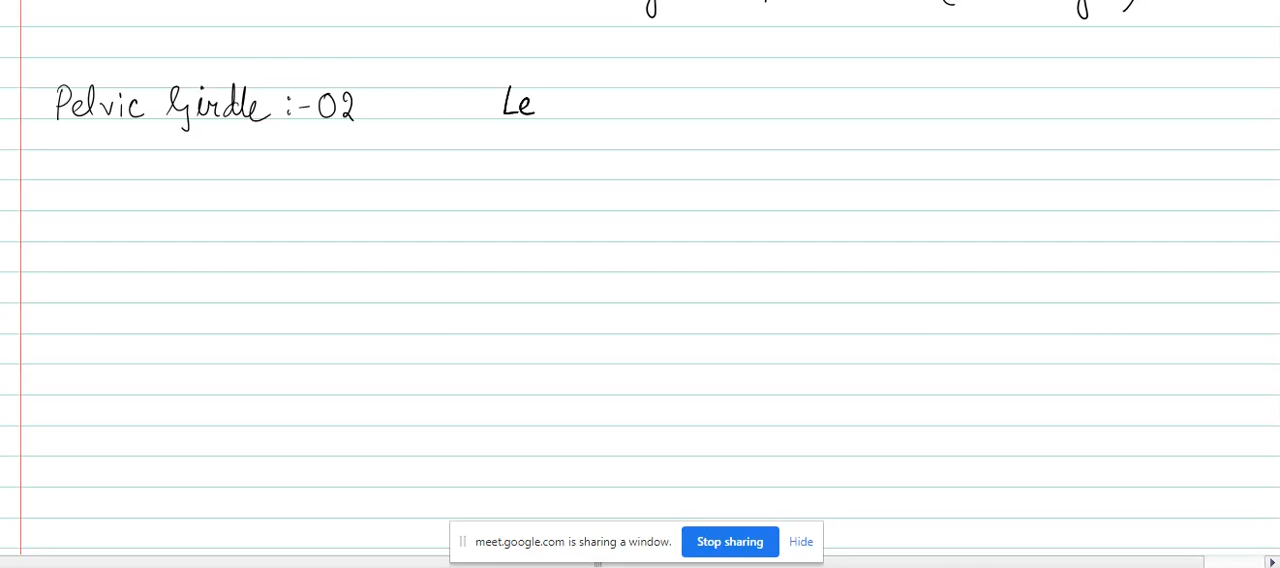 Pelvic Girdle :- 02 Le
meet.google.com is sharing a window. Stop sharing Hide